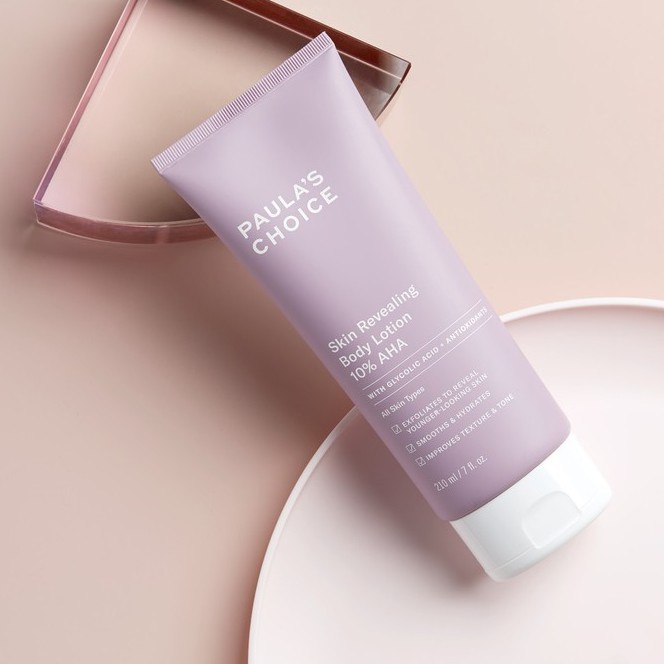 PAULA'S
CHOICE
Skin Revealing
Body Lotion
10% AHA
WITH GLYCOLIC ACID + ANTIOXIDANTS
All Skin Types
☑ EXFOLIATES TO REVEAL
YOUNGER-LOOKING SKIN
☑ SMOOTHS & HYDRATES
☑ IMPROVES TEXTURE & TONE
210 ml / 7 fl. oz.